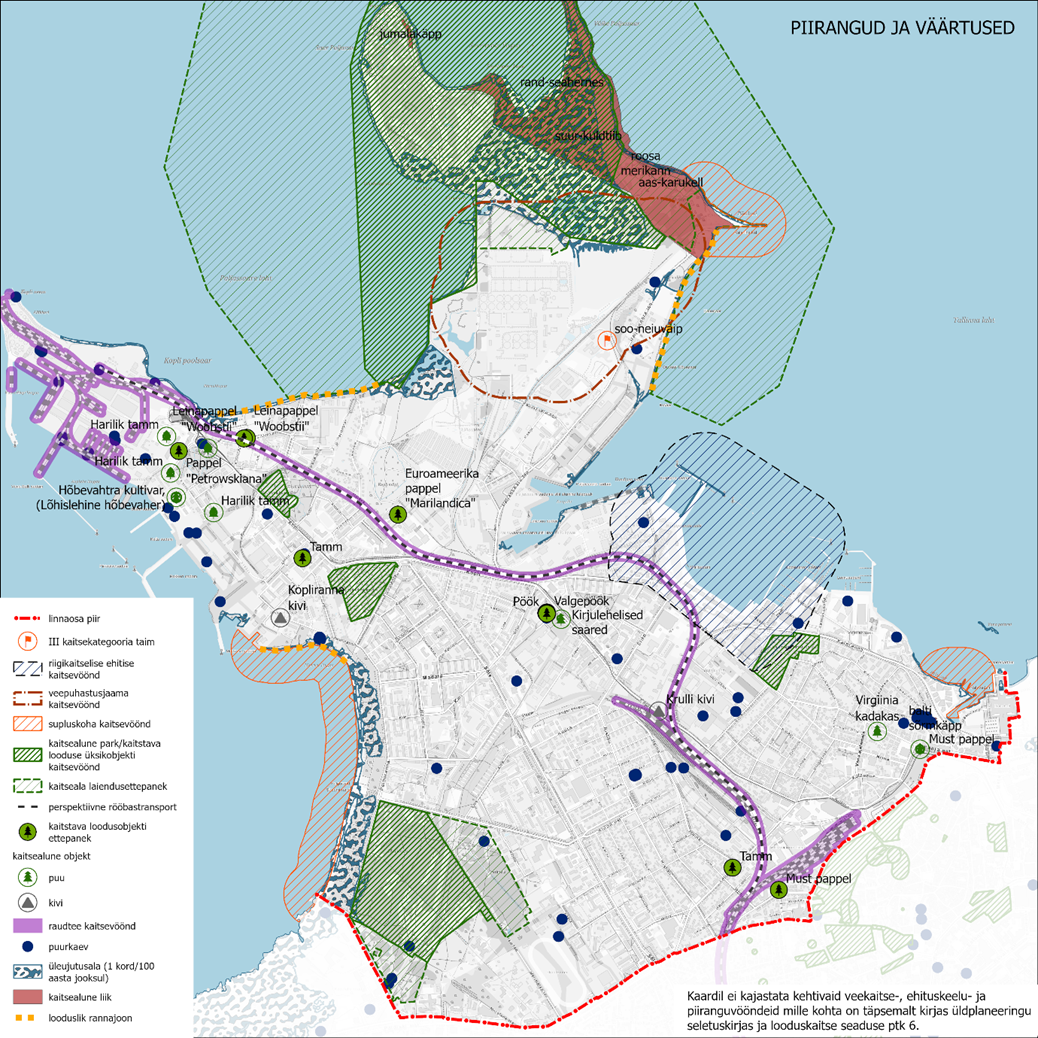 PIIRANGUD JA VÄÄRTUSED
jumalakäpp
rand-seahernes
suur-kuldtiib
roosa
merikann
aas-karukell
soo-neiuvaip
Kopli poolsaar
Leinapappel
"Woobstii"
Leinapappel
"Woobstii"
Harilik tamm
Harilik tamm
Pappel
"Petrowskiana"
Hõbevahtra kultivar,
(Lõhislehine hõbevaher)
Harilik tamm
Euroameerika
pappel
"Marilandica"
Tamm
Kopliranna
kivi
Pöök
Valgepöök
Kirjulehelised
saared
Krulli kivi
Virgiinia
kadakas
balti
sõrmkäpp
Must pappel
Tamm
Must pappel
linnaosa piir
III kaitsekategooria taim
riigikaitselise ehitise
kaitsevöönd
veepuhastusjaama
kaitsevöönd
supluskoha kaitsevöönd
kaitsealune park/kaitstava
looduse üksikobjekti
kaitsevöönd
kaitseala laiendusettepanek
perspektiivne rööbastransport
kaitstava loodusobjekti
ettepanek
kaitsealune objekt
puu
kivi
raudtee kaitsevöönd
puurkaev
üleujutusala (1 kord/100
aasta jooksul)
kaitsealune liik
looduslik rannajoon
Kaardil ei kajastata kehtivaid veekaitse-, ehituskeelu- ja
piiranguvööndeid mille kohta on täpsemalt kirjas üldplaneeringu
seletuskirjas ja looduskaitse seaduse ptk 6.